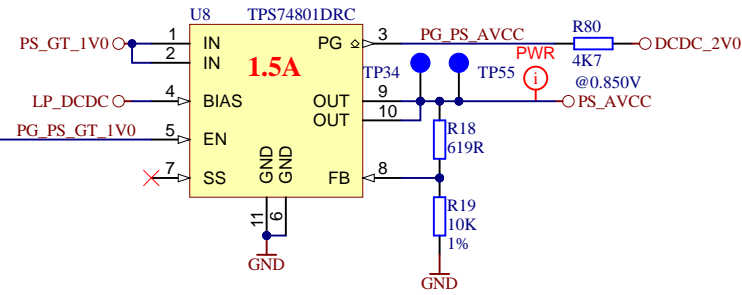 U8 TPS74801DRC
PS_GT_1V0 1 IN PG 3 PG_PS_AVCC R80 DCDC_2V0
2 IN 4K7
1.5A
PWR
i
TP34 TP55 @0.850V
LP_DCDC 4 BIAS OUT 9 PS_AVCC
OUT 10
PG_PS_GT_1V0 5 EN R18
619R
7 SS GND GND FB 8
R19
10K
1%
11 6
GND
GND